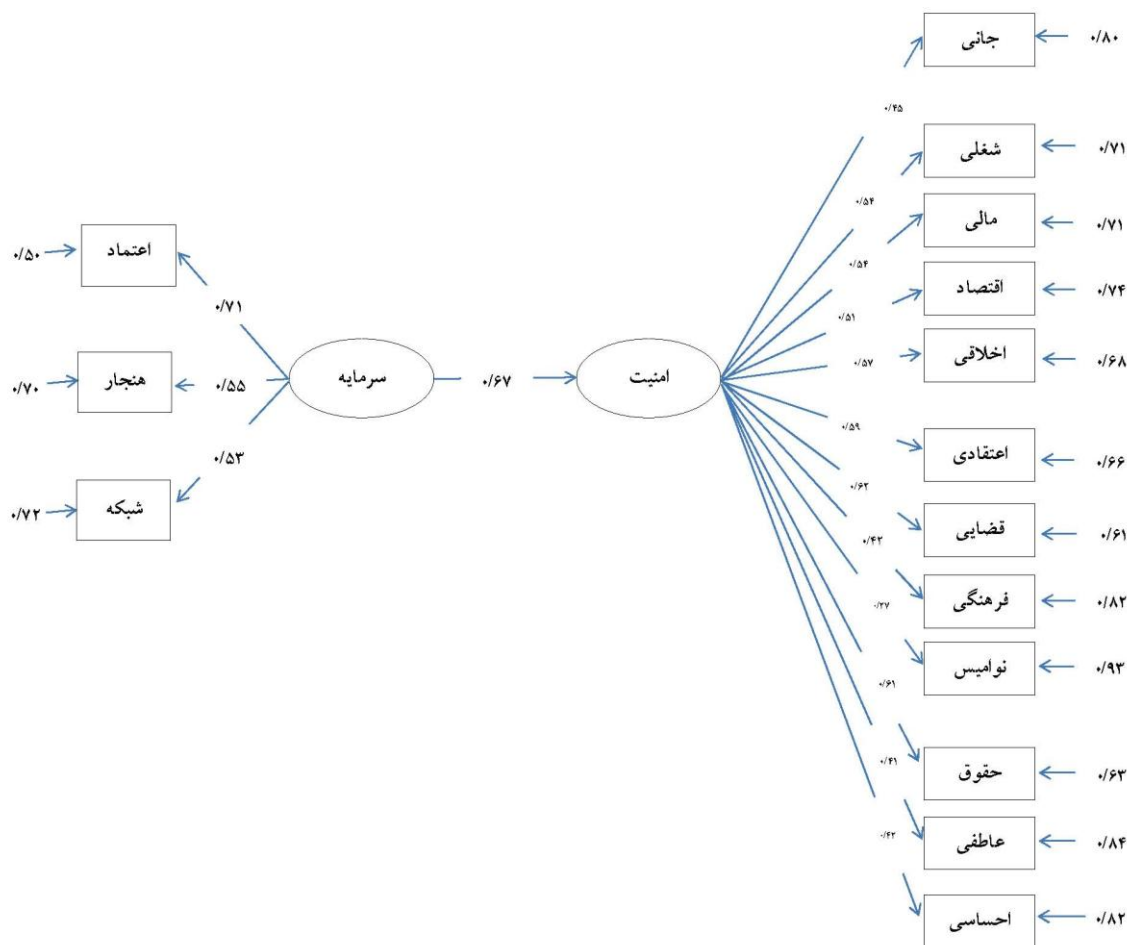 جانی
۰/۸۰
۰/۴۵
شغلی
۰/۷۱
۰/۵۴
مالی
۰/۷۱
۰/۵۴
اقتصاد
۰/۷۴
۰/۵۱
اخلاقی
۰/۶۸
۰/۵۷
اعتقادی
۰/۶۶
۰/۵۹
قضایی
۰/۶۱
۰/۶۲
فرهنگی
۰/۸۲
۰/۴۲
نوامیس
۰/۹۳
۰/۲۷
حقوق
۰/۶۳
۰/۶۱
عاطفی
۰/۸۴
۰/۴۱
احساسی
۰/۸۲
۰/۴۲
امنیت
۰/۶۷
سرمایه
اعتماد
۰/۵۰
۰/۷۱
هنجار
۰/۷۰
۰/۵۵
شبکه
۰/۷۲
۰/۵۳